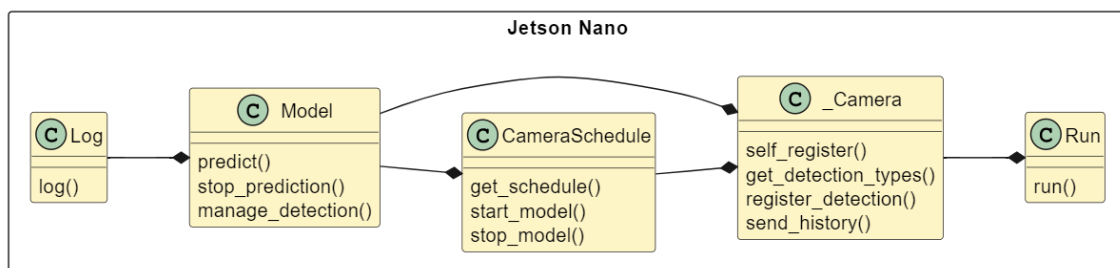 Jetson Nano
C Log
log()
C Model
predict()
stop_prediction()
manage_detection()
C CameraSchedule
get_schedule()
start_model()
stop_model()
C _Camera
self_register()
get_detection_types()
register_detection()
send_history()
C Run
run()